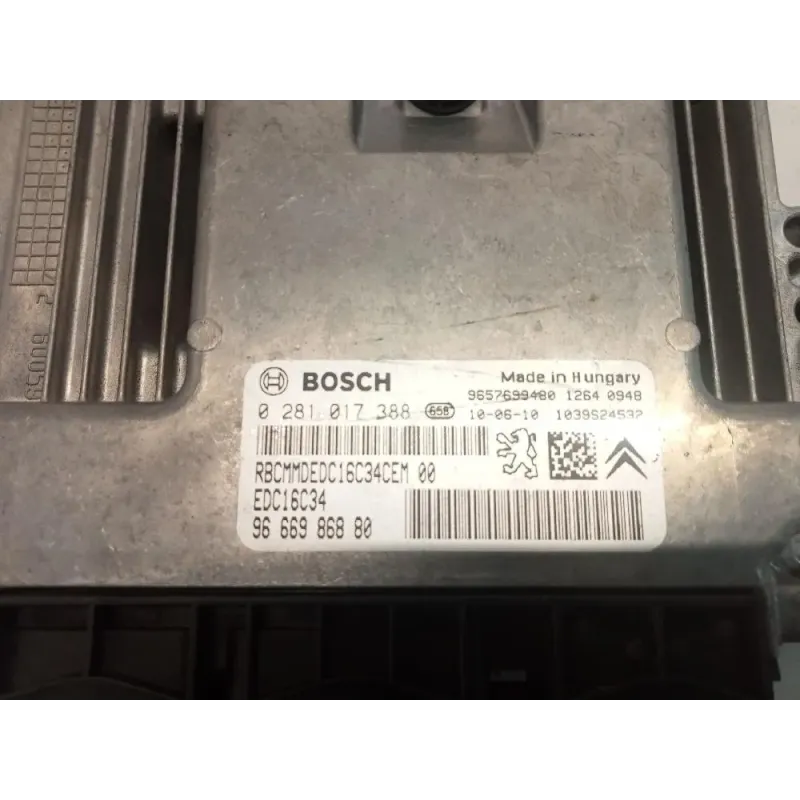 BOSCH
Made in Hungary
9657699480 1264 0948
0 281 017 388 658 10-06-10 1039S24532
RBCMMDEDC16C34CEM 00
EDC16C34
96 669 868 80